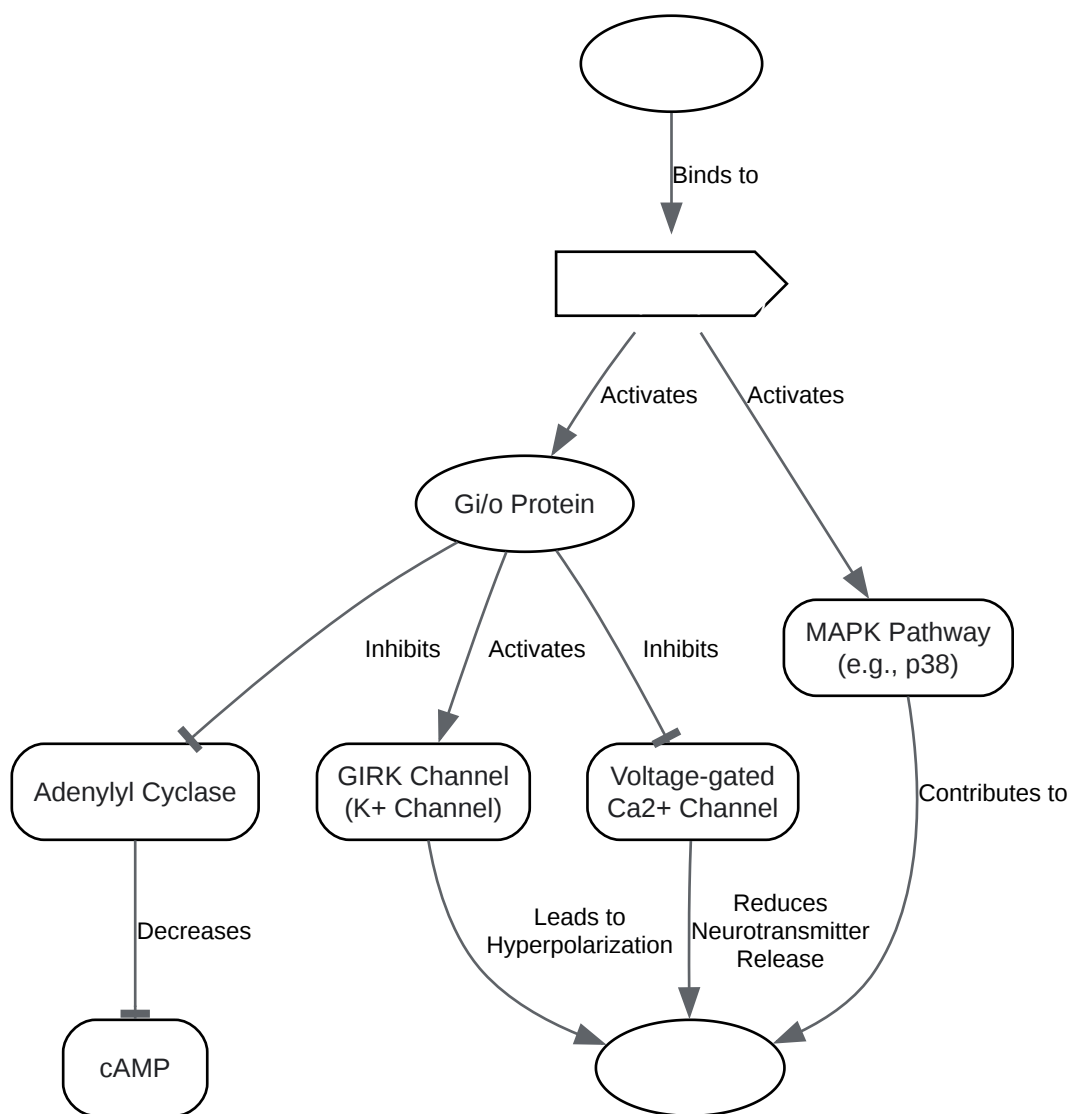 Binds to
Activates
Activates
Gi/o Protein
MAPK Pathway
(e.g., p38)
Inhibits
Activates
Inhibits
Adenylyl Cyclase
GIRK Channel
(K+ Channel)
Voltage-gated
Ca2+ Channel
Contributes to
Decreases
Leads to
Hyperpolarization
Reduces
Neurotransmitter
Release
cAMP